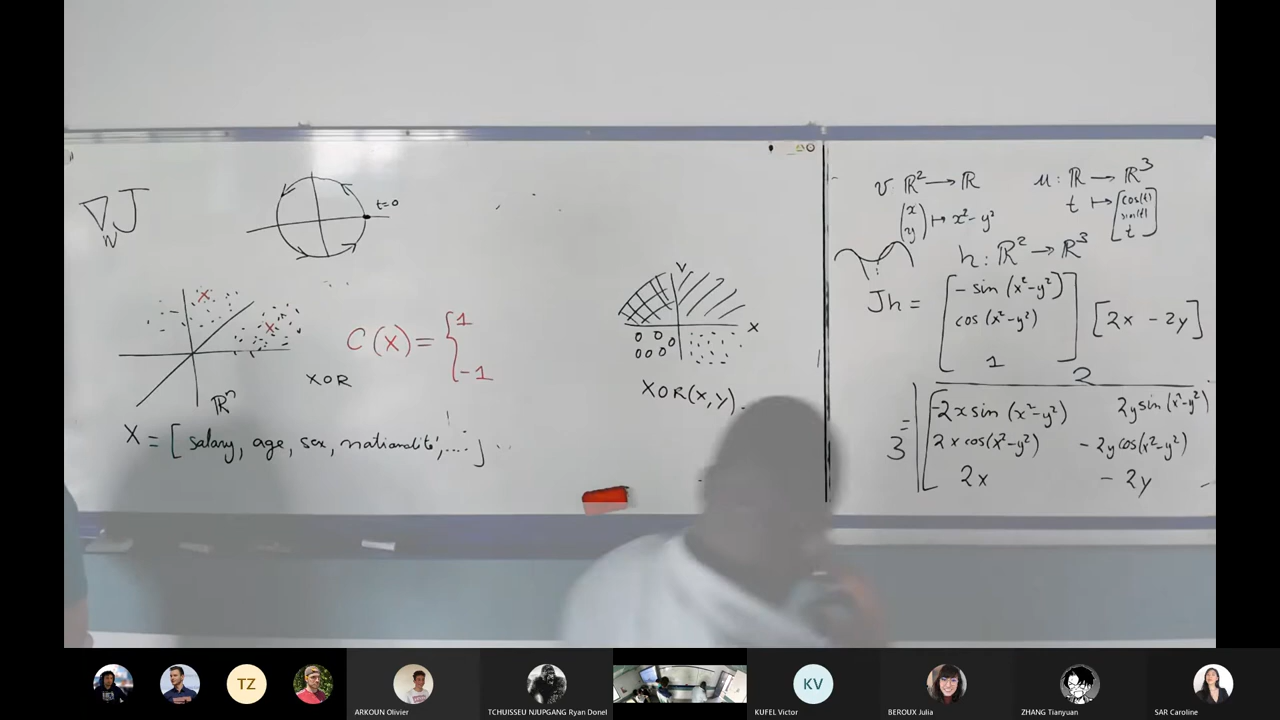 ∇J
W
t=0
C(X) = { 1
-1
XOR
ℝⁿ
X = [ salary, age, sex, nationalité, .... ]
Y
X
XOR(X,Y).
v: ℝ² → ℝ
(x
y) ↦ x² - y²
u: ℝ → ℝ³
t ↦ [cos(t)
sin(t)
t]
h: ℝ² → ℝ³
Jh = [ - sin (x²-y²)
cos (x²-y²)
1 ] [2x -2y]
2
= 3 [ -2x sin (x²-y²) 2y sin (x²-y²)
2x cos(x²-y²) - 2y cos(x²-y²)
2x - 2y
TZ
KV
ARKOUN Olivier
TCHUISSEU NJUPGANG Ryan Donel
KUFEL Victor
BEROUX Julia
ZHANG Tianyuan
SAR Caroline